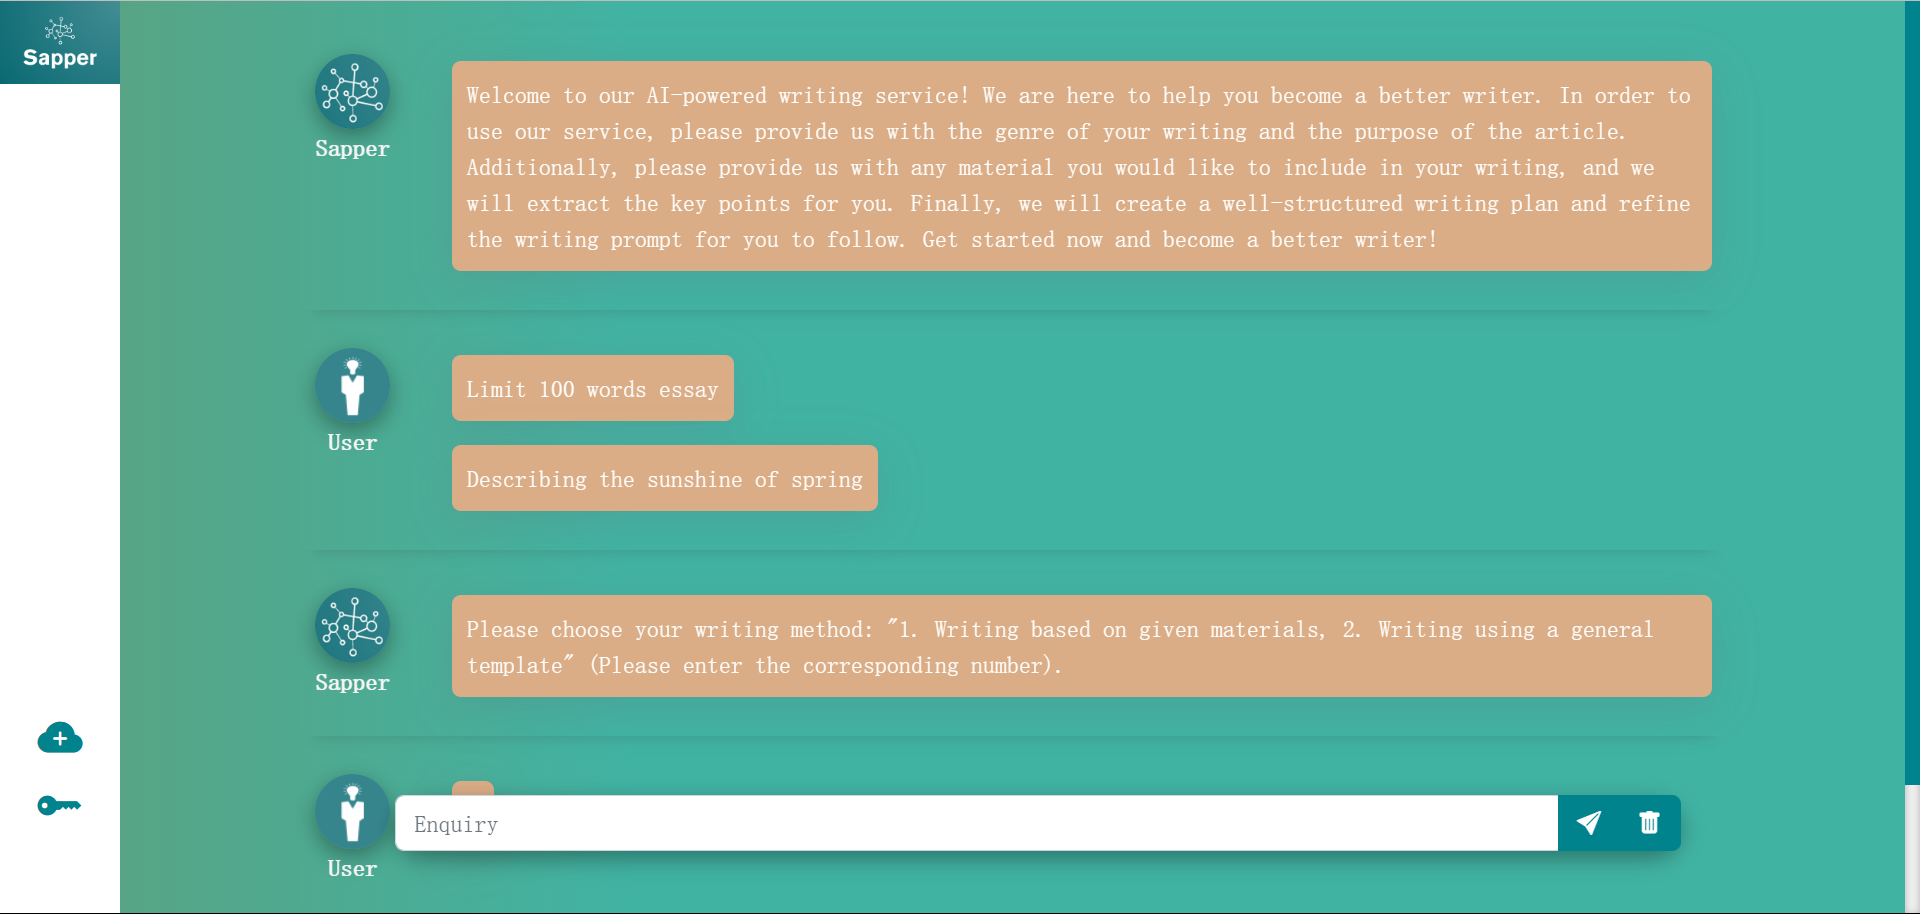 Sapper
Welcome to our AI-powered writing service! We are here to help you become a better writer. In order to
use our service, please provide us with the genre of your writing and the purpose of the article.
Additionally, please provide us with any material you would like to include in your writing, and we
will extract the key points for you. Finally, we will create a well-structured writing plan and refine
the writing prompt for you to follow. Get started now and become a better writer!
Sapper
Limit 100 words essay
User
Describing the sunshine of spring
Please choose your writing method: "1. Writing based on given materials, 2. Writing using a general
template" (Please enter the corresponding number).
Sapper
Enquiry
User